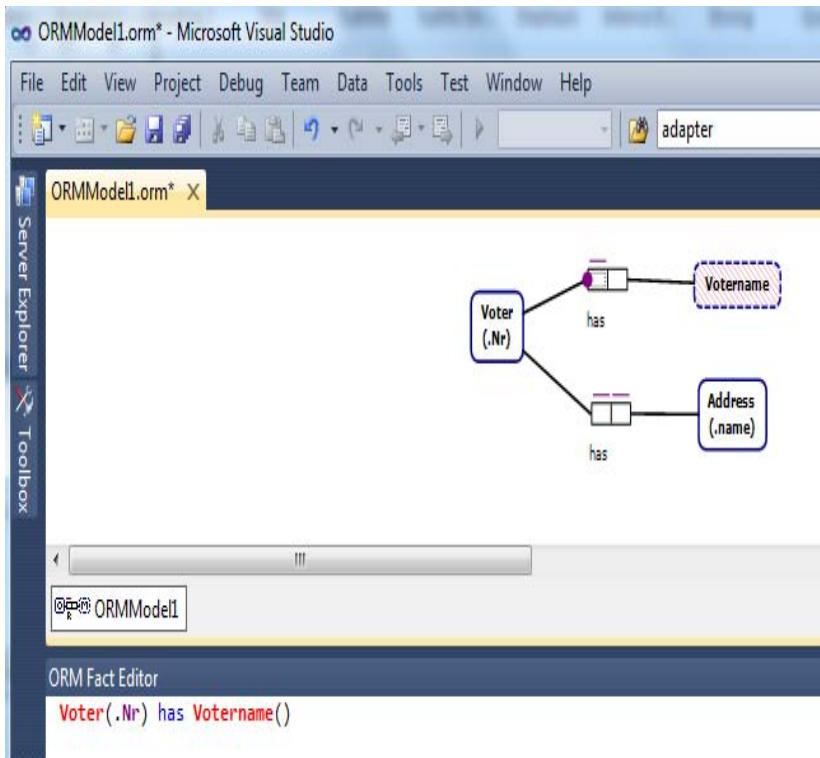 ORMModel1.orm* - Microsoft Visual Studio
File Edit View Project Debug Team Data Tools Test Window Help
adapter
Server Explorer
Toolbox
ORMModel1.orm* X
Voter
(.Nr)
has
Votername
has
Address
(.name)
ORMModel1
ORM Fact Editor
Voter(.Nr) has Votername()